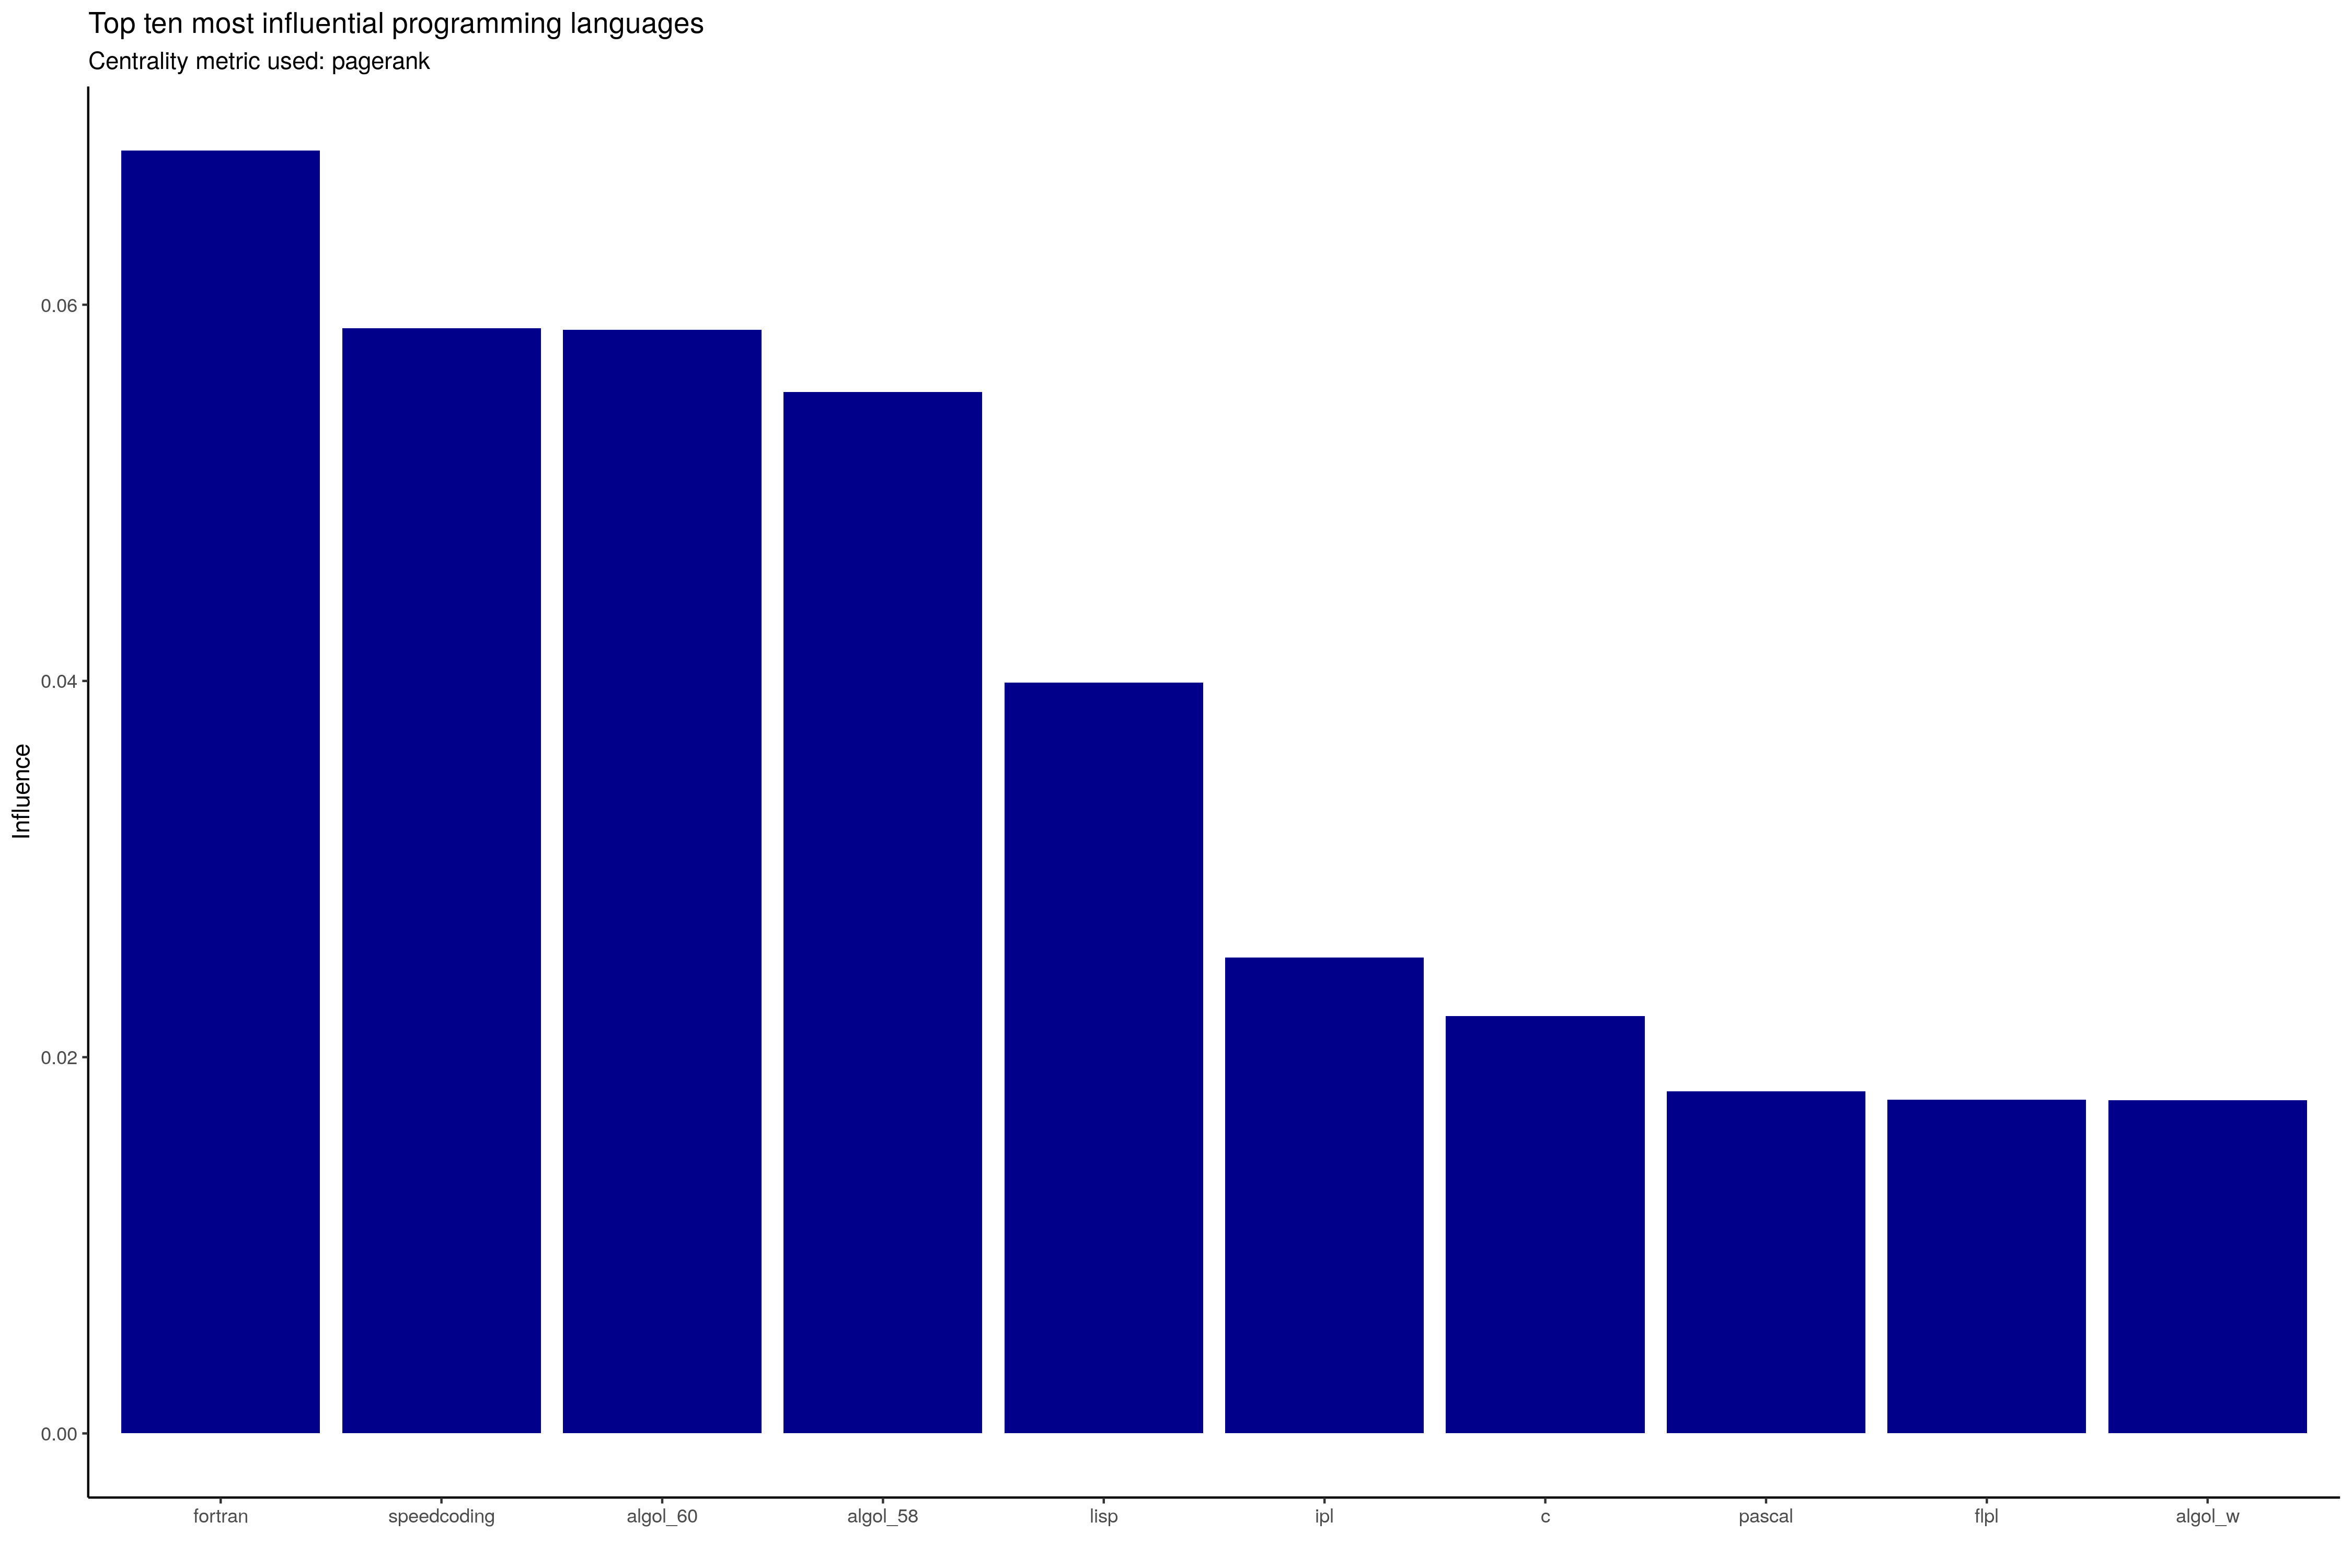 Top ten most influential programming languages
Centrality metric used: pagerank
Influence
0.06
0.04
0.02
0.00
fortran speedcoding algol_60 algol_58 lisp ipl c pascal flpl algol_w